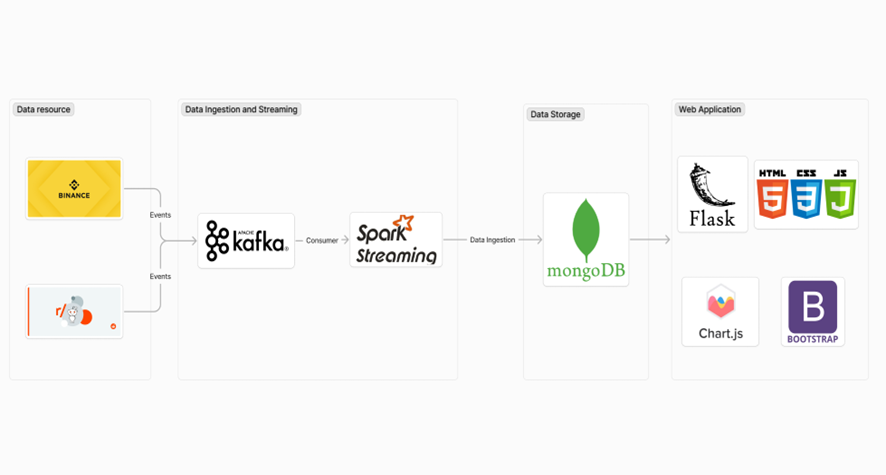 Data resource
BINANCE
r/
Events
Events
Data Ingestion and Streaming
APACHE
kafka®
Consumer
Spark
Streaming
Data Ingestion
Data Storage
mongoDB
Web Application
Flask
HTML CSS JS
5 3
Chart.js
B
BOOTSTRAP